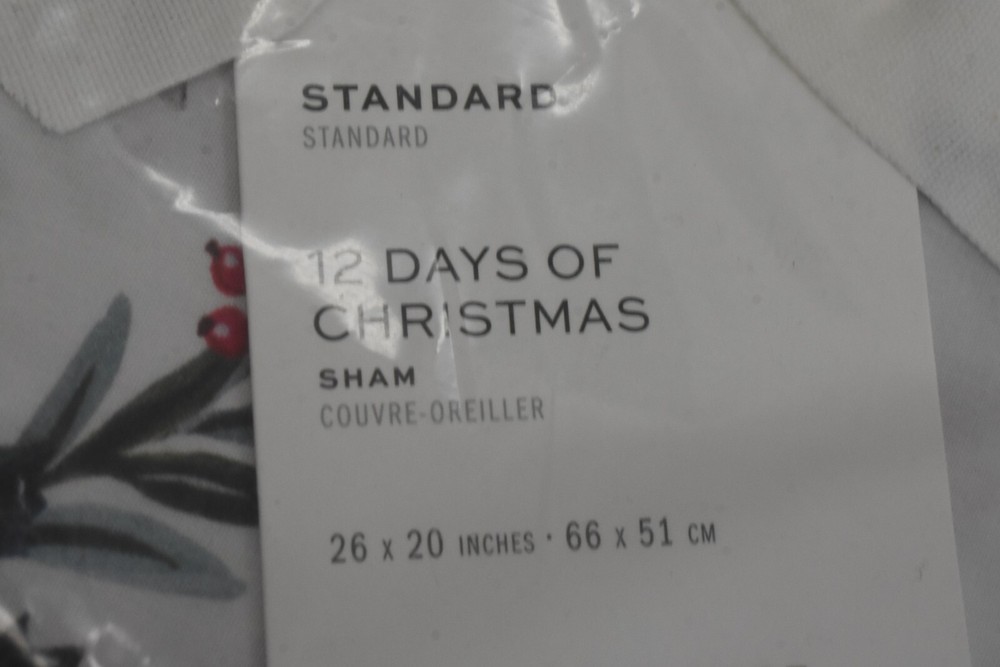 STANDARD
STANDARD
12 DAYS OF
CHRISTMAS
SHAM
COUVRE-OREILLER
26 x 20 INCHES · 66 x 51 CM